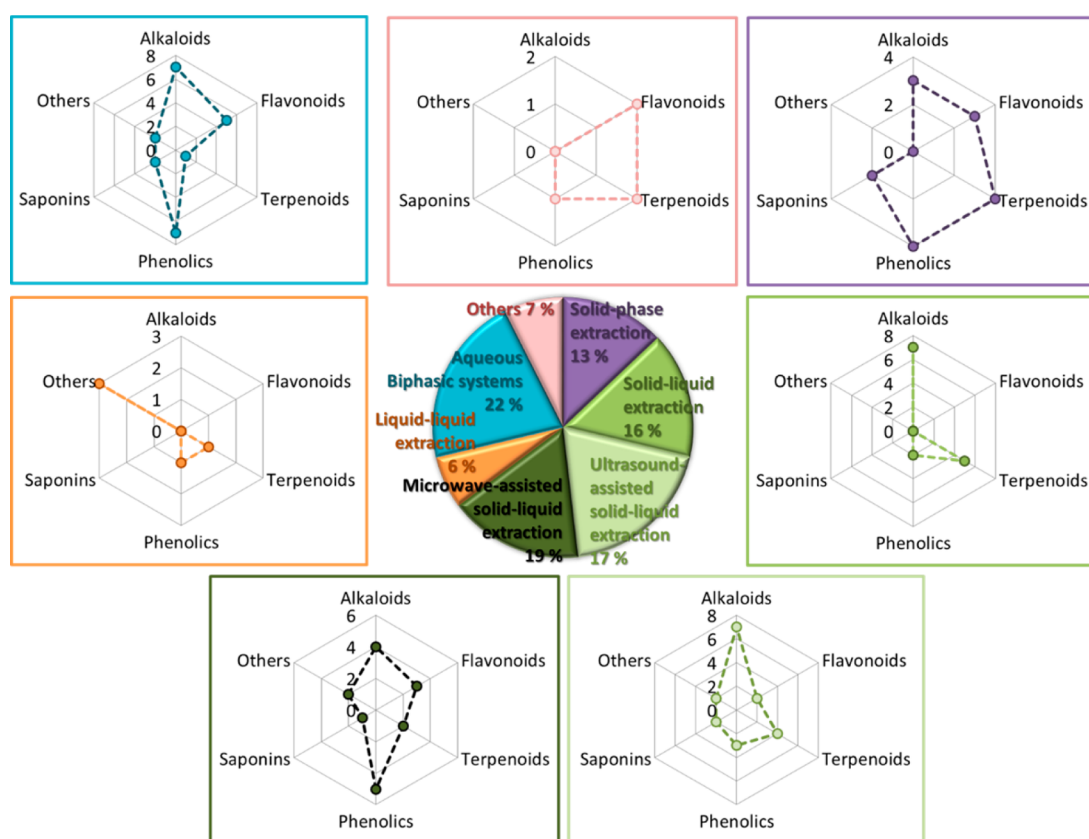 Alkaloids
8
6
4
2
0
Others
Flavonoids
Saponins
Terpenoids
Phenolics
Alkaloids
2
1
0
Others
Flavonoids
Saponins
Terpenoids
Phenolics
Alkaloids
4
2
0
Others
Flavonoids
Saponins
Terpenoids
Phenolics
Alkaloids
3
2
1
0
Others
Flavonoids
Saponins
Terpenoids
Phenolics
Others 7 %
Solid-phase
extraction
13 %
Aqueous
Biphasic systems
22 %
Solid-liquid
extraction
16 %
Liquid-liquid
extraction
6 %
Ultrasound-
assisted
solid-liquid
extraction
17 %
Microwave-assisted
solid-liquid
extraction
19 %
Alkaloids
8
6
4
2
0
Others
Flavonoids
Saponins
Terpenoids
Phenolics
Alkaloids
6
4
2
0
Others
Flavonoids
Saponins
Terpenoids
Phenolics
Alkaloids
8
6
4
2
0
Others
Flavonoids
Saponins
Terpenoids
Phenolics